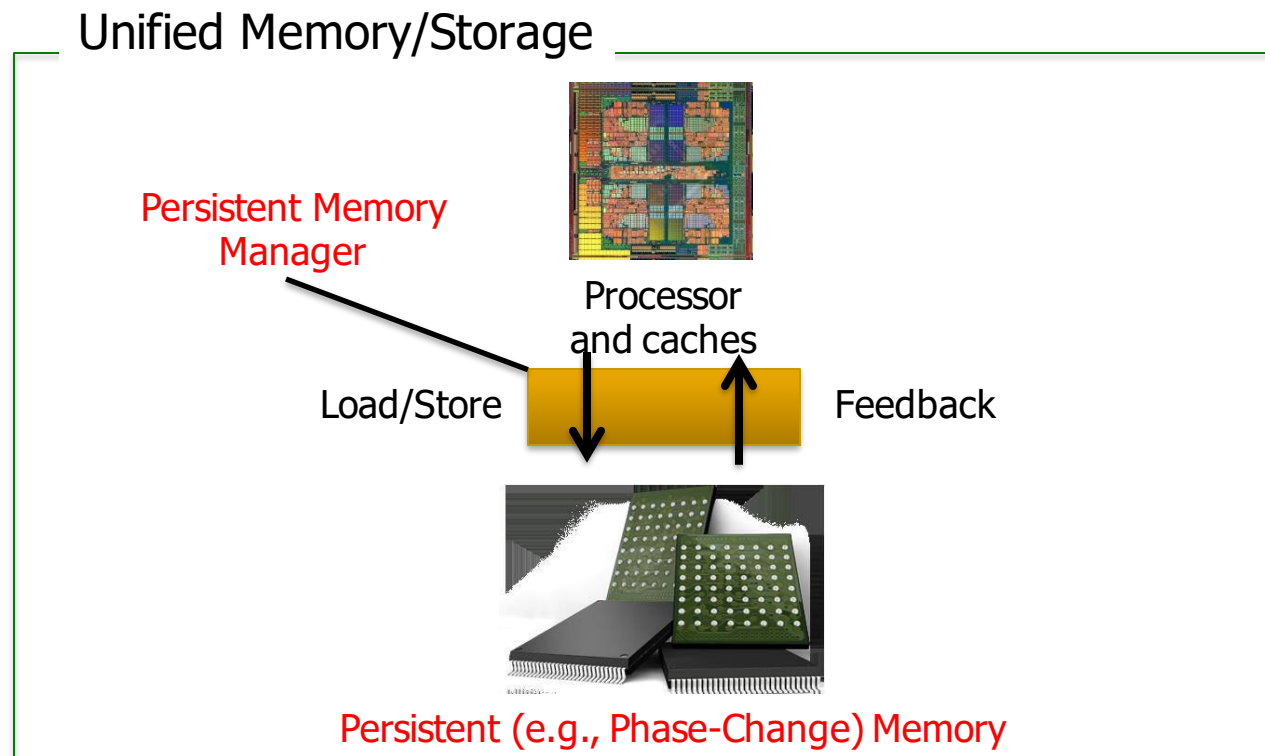 Unified Memory/Storage
Persistent Memory
Manager
Processor
and caches
Load/Store
Feedback
Persistent (e.g., Phase-Change) Memory